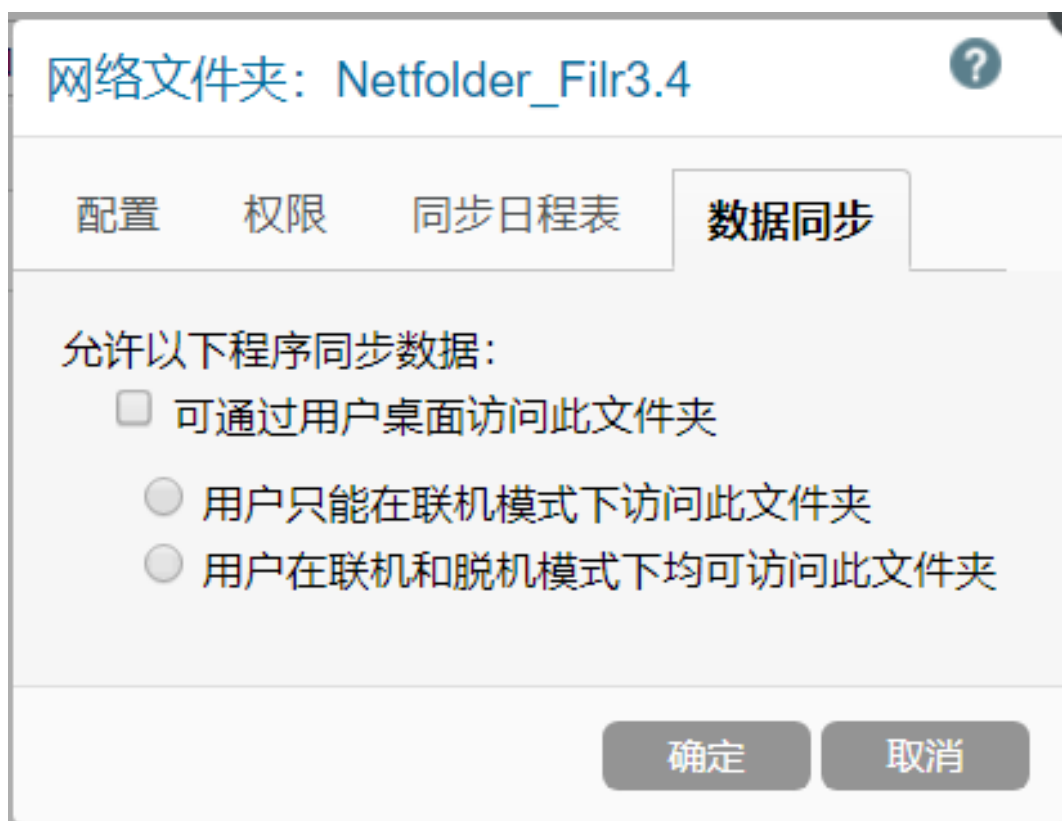 网络文件夹：Netfolder_Filr3.4
?
配置 权限 同步日程表 数据同步
允许以下程序同步数据：
可通过用户桌面访问此文件夹
用户只能在联机模式下访问此文件夹
用户在联机和脱机模式下均可访问此文件夹
确定 取消